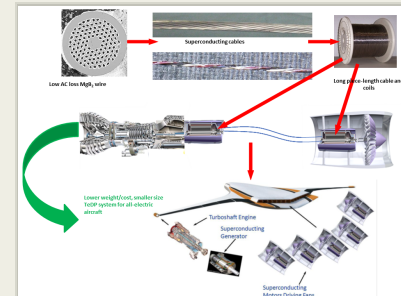 Low AC loss MgB₂ wire
Superconducting cables
Long piece-length cable and
coils
Lower weight/cost, smaller size
TeDP system for all-electric
aircraft
Turboshaft Engine
Superconducting
Generator
Superconducting
Motors Driving Fans